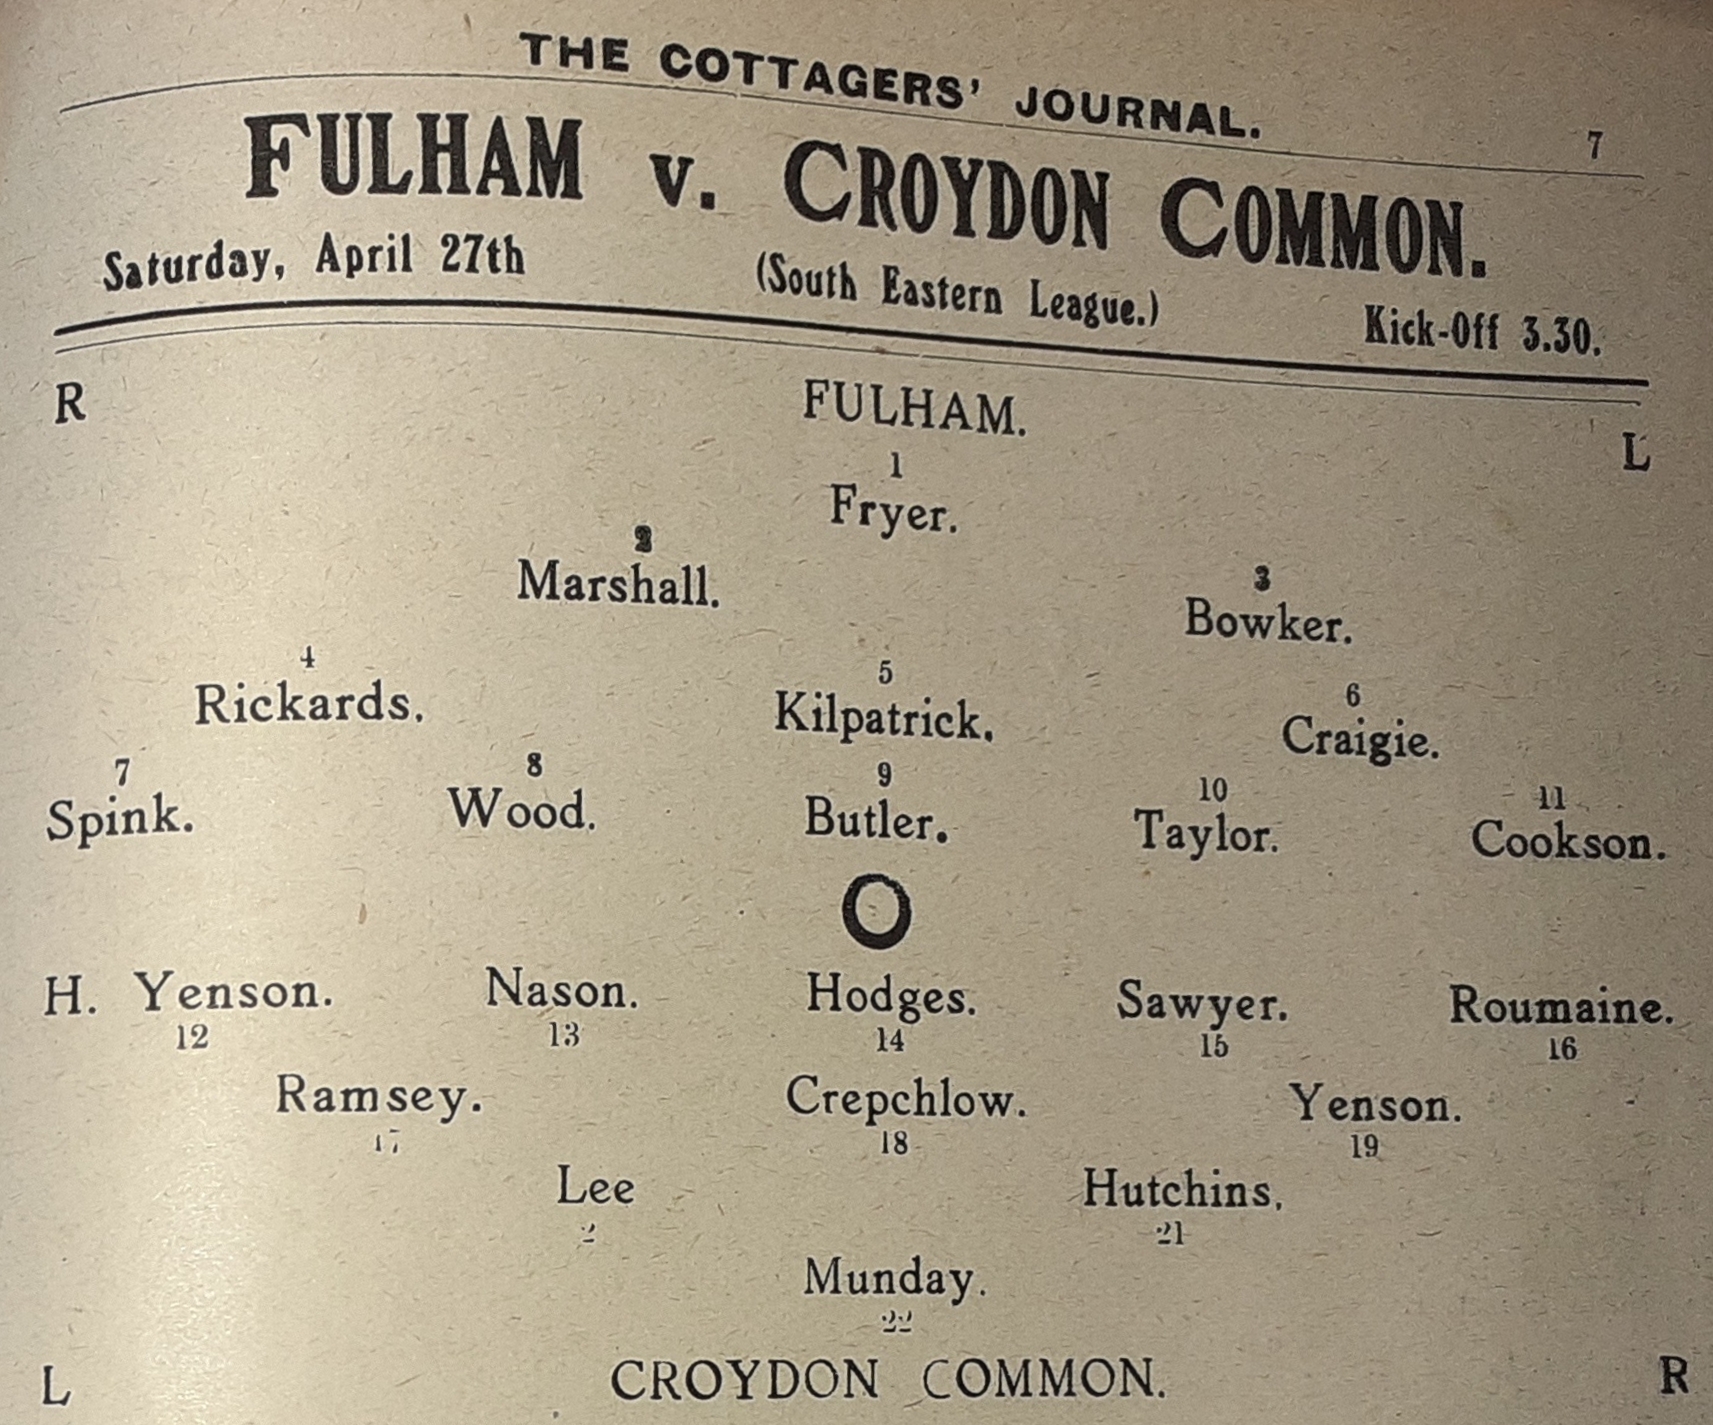 THE COTTAGERS' JOURNAL.
7
FULHAM v. CROYDON COMMON.
Saturday, April 27th (South Eastern League.) Kick-Off 3.30.
R FULHAM. L
1
Fryer.
2 3
Marshall. Bowker.
4 5 6
Rickards. Kilpatrick. Craigie.
7 8 9 10 11
Spink. Wood. Butler. Taylor. Cookson.
O
H. Yenson. Nason. Hodges. Sawyer. Roumaine.
12 13 14 15 16
Ramsey. Crepchlow. Yenson.
17 18 19
Lee Hutchins.
2 21
Munday.
22
L CROYDON COMMON. R